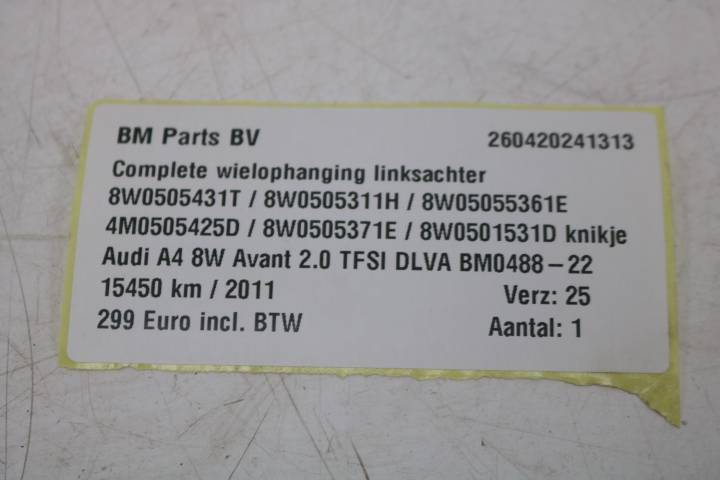 BM Parts BV 260420241313
Complete wielophanging linksachter
8W0505431T / 8W0505311H / 8W05055361E
4M0505425D / 8W0505371E / 8W0501531D knikje
Audi A4 8W Avant 2.0 TFSI DLVA BM0488-22
15450 km / 2011 Verz: 25
299 Euro incl. BTW Aantal: 1